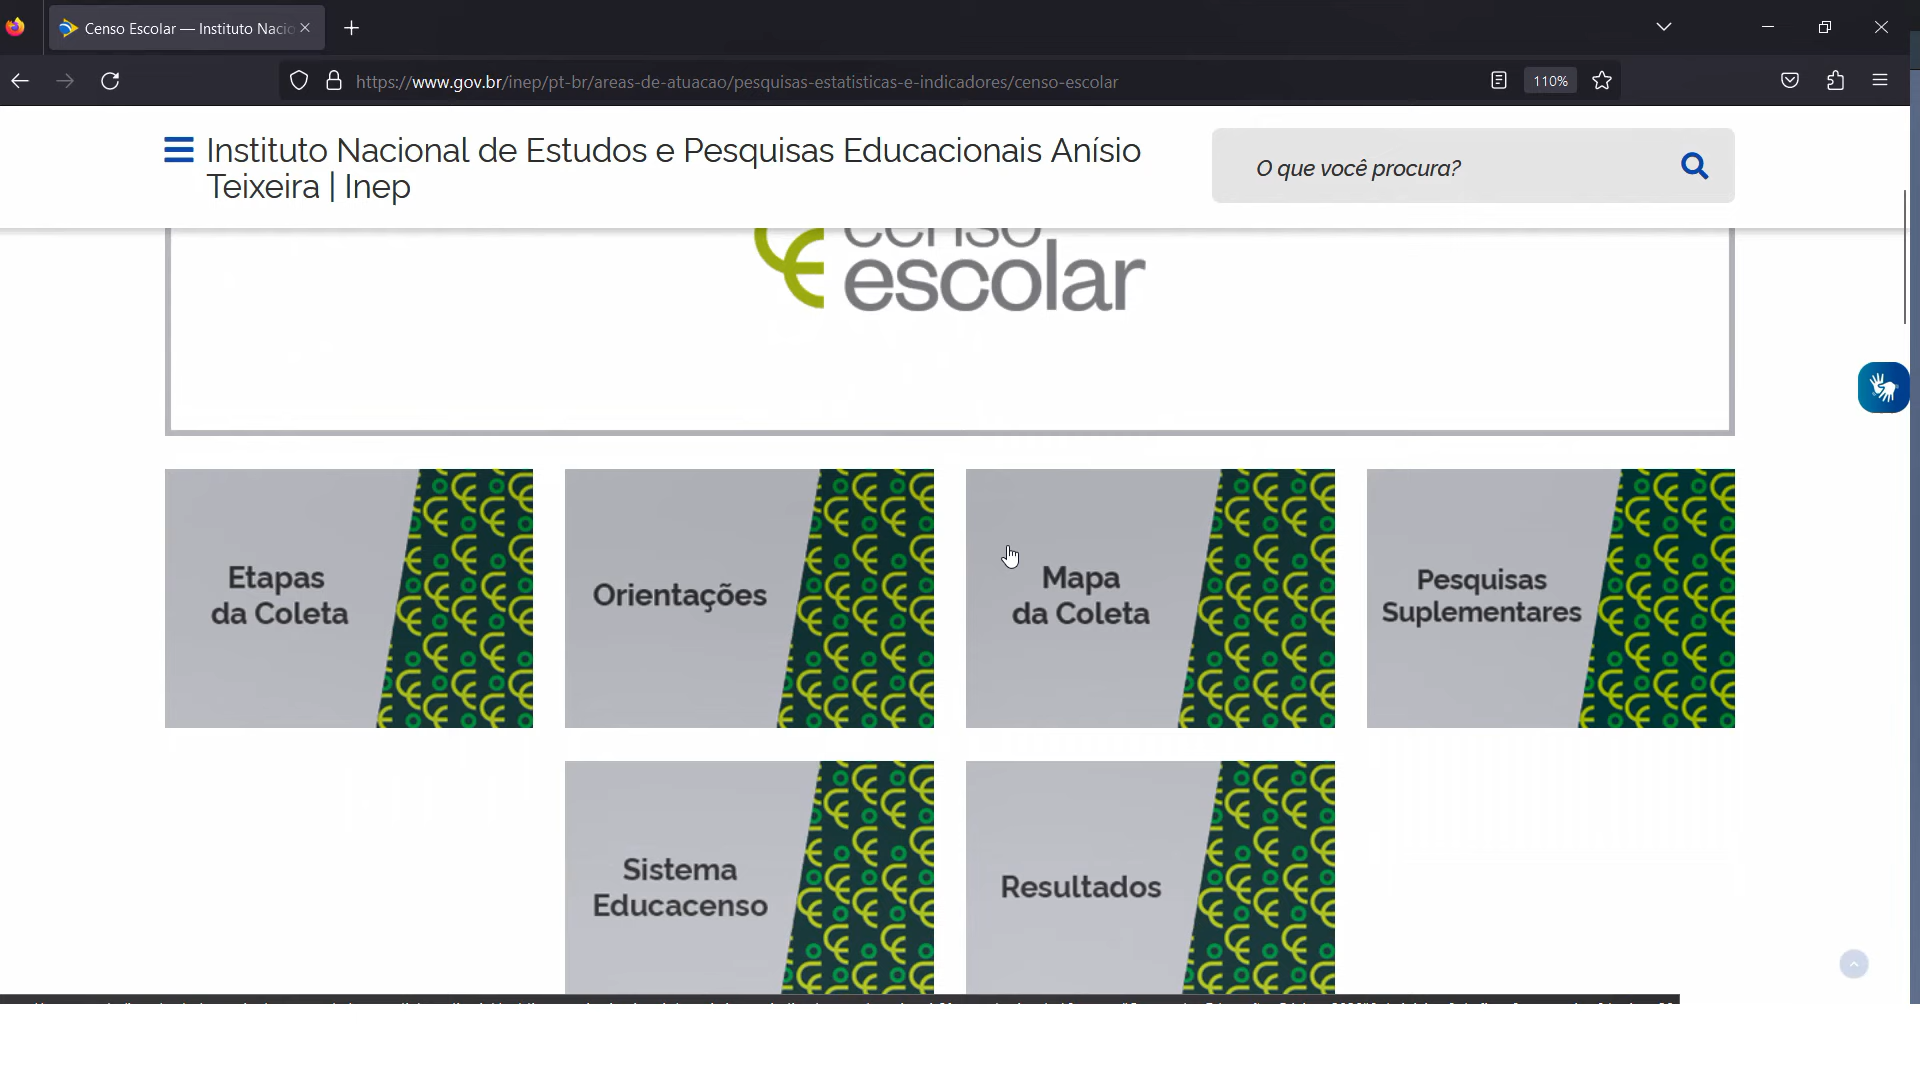 Censo Escolar — Instituto Nacio
https://www.gov.br/inep/pt-br/areas-de-atuacao/pesquisas-estatisticas-e-indicadores/censo-escolar
110%
Instituto Nacional de Estudos e Pesquisas Educacionais Anísio
Teixeira | Inep
O que você procura?
censo
escolar
Etapas
da Coleta
Orientações
Mapa
da Coleta
Pesquisas
Suplementares
Sistema
Educacenso
Resultados